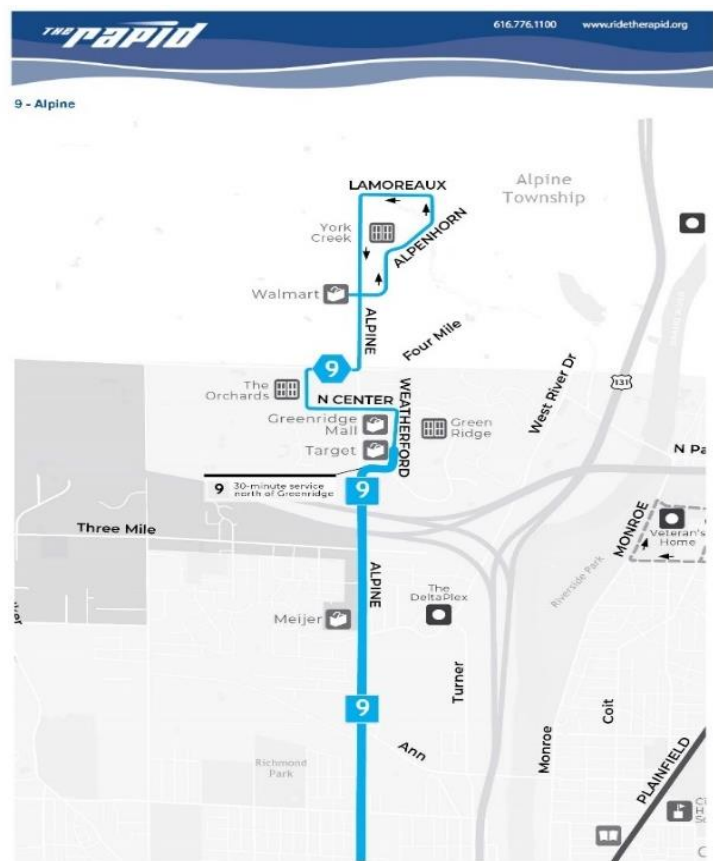 THE rapid
616.776.1100 www.ridetherapid.org
9 - Alpine
LAMOREAUX
Alpine
Township
York
Creek
ALPENHORN
Walmart
ALPINE
Four Mile
9
West River Dr
131
The
Orchards
N CENTER
WEATHERFORD
Greenridge
Mall
Green
Ridge
Target
N Pa
9 30-minute service
north of Greenridge
9
Three Mile
MONROE
Veteran's
Home
Riverside Park
ALPINE
The
DeltaPlex
Meijer
Turner
Coit
9
Ann
Monroe
Richmond
Park
PLAINFIELD